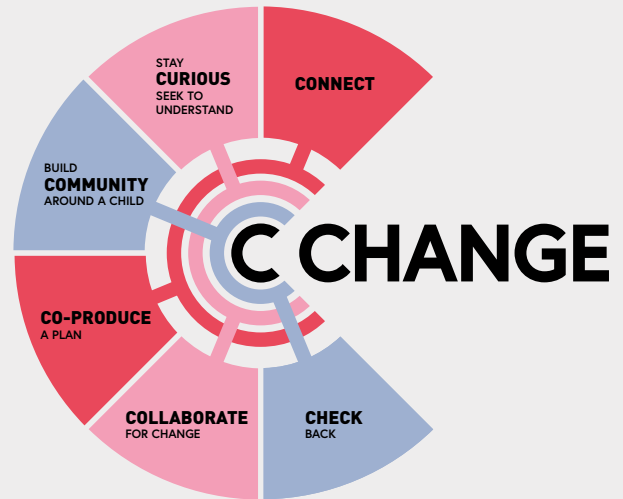 CONNECT
STAY
CURIOUS
SEEK TO
UNDERSTAND
BUILD
COMMUNITY
AROUND A CHILD
CO-PRODUCE
A PLAN
COLLABORATE
FOR CHANGE
CHECK
BACK
C CHANGE